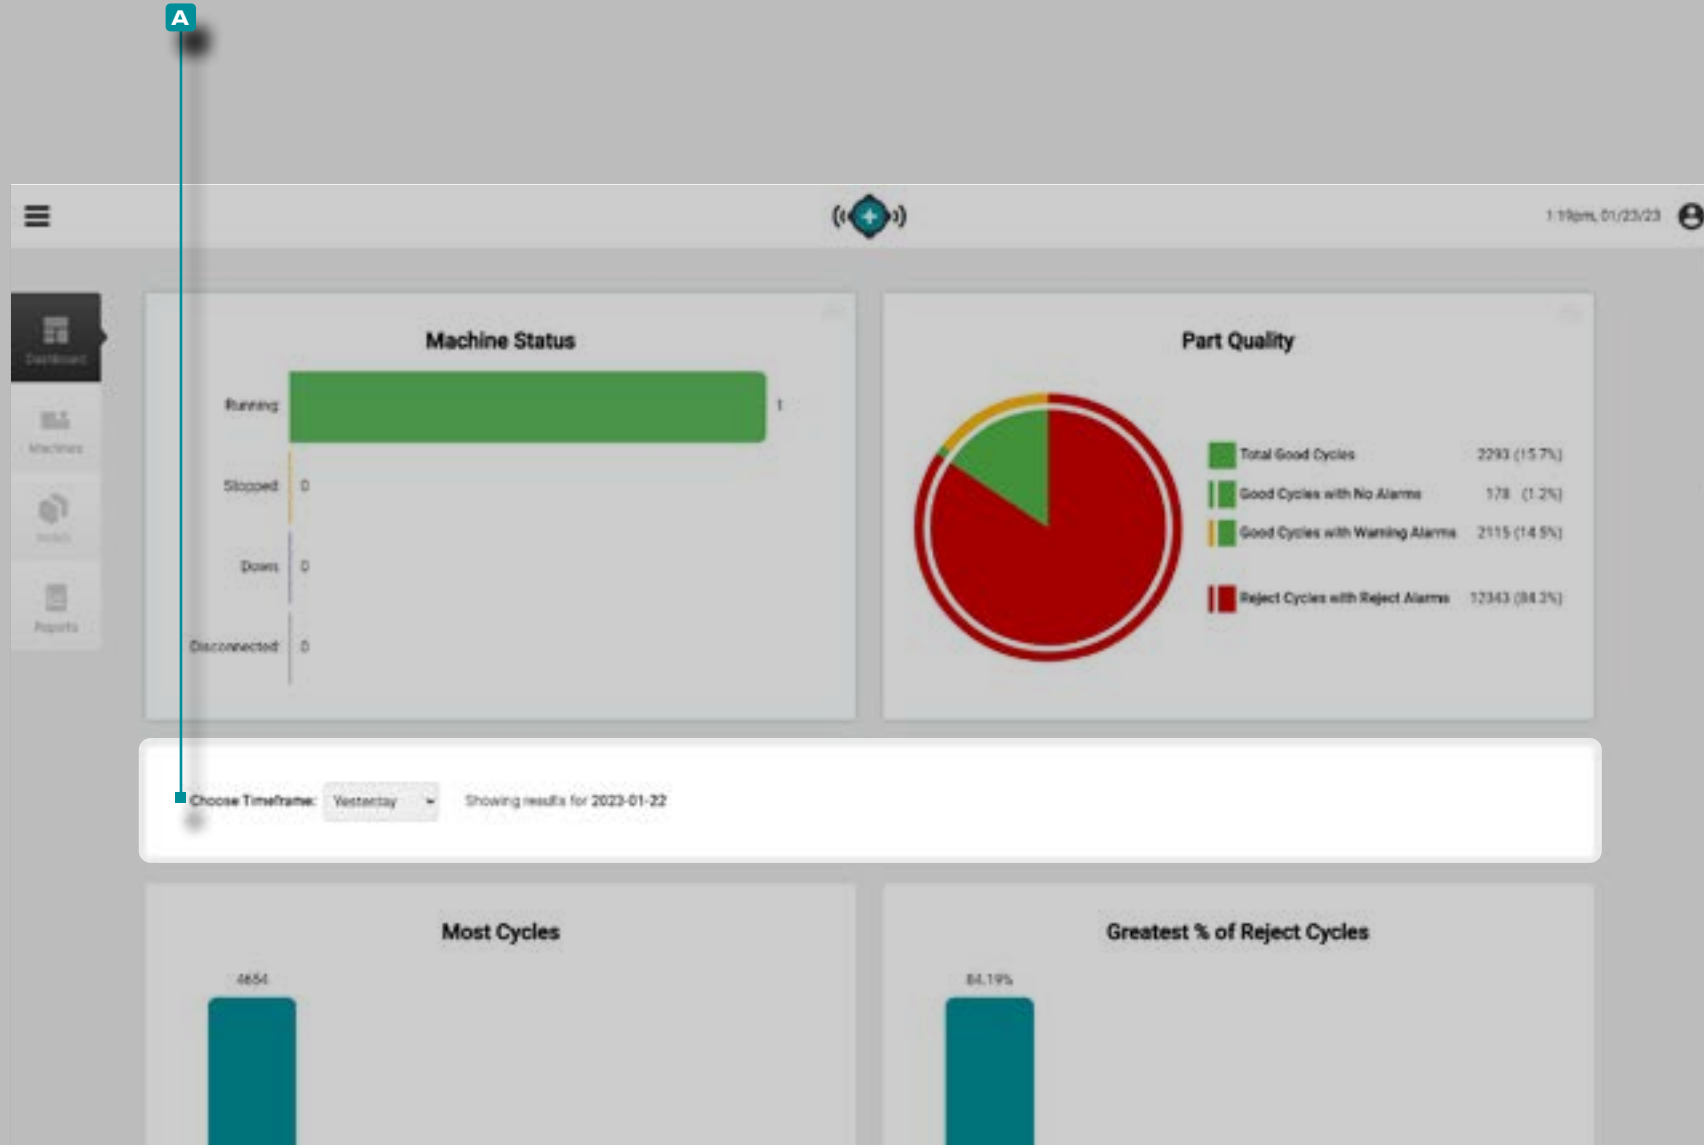 A
1:19pm, 01/23/23
Dashboard
Machines
Reports
Machine Status
Running 1
Stopped 0
Down 0
Disconnected 0
Part Quality
Total Good Cycles 2293 (15.7%)
Good Cycles with No Alarms 178 (1.2%)
Good Cycles with Warning Alarms 2115 (14.5%)
Reject Cycles with Reject Alarms 12343 (84.3%)
Choose Timeframe: Yesterday Showing results for 2023-01-22
Most Cycles
4654
Greatest % of Reject Cycles
84.19%